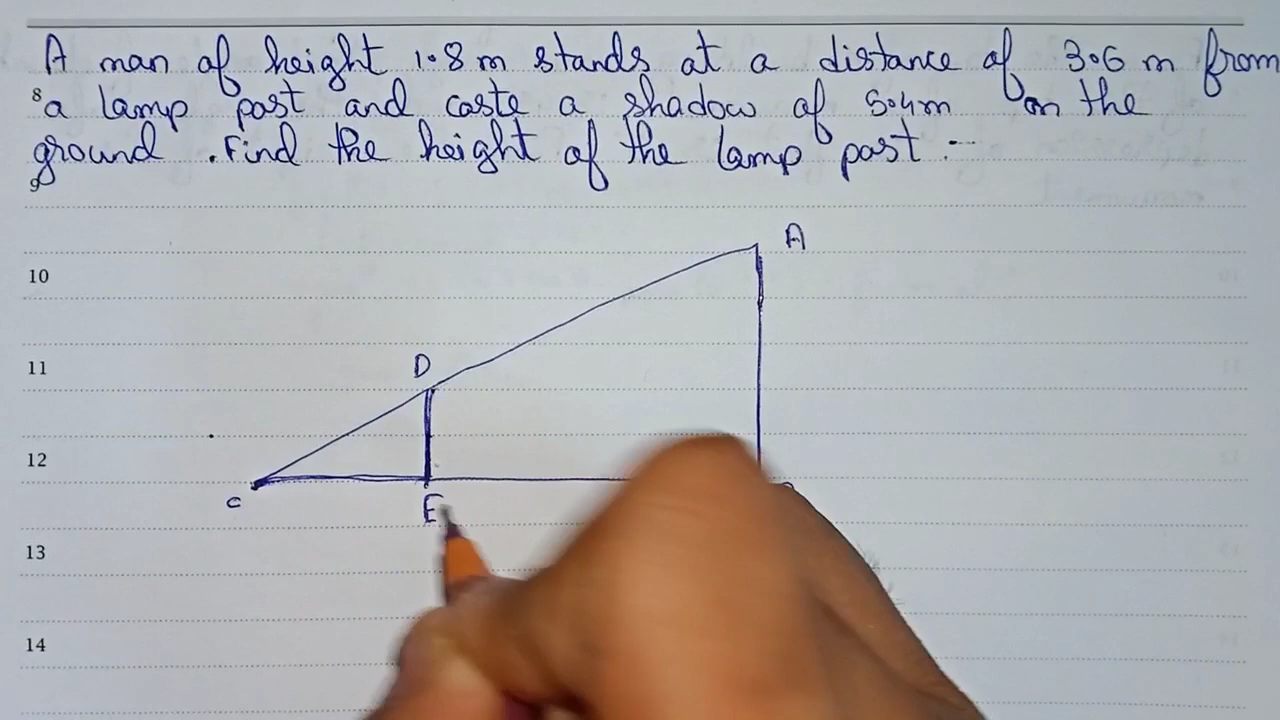 A man of height 1.8 m stands at a distance of 3.6 m from
8 a lamp post and casts a shadow of 5.4m on the
ground . Find the height of the lamp post :-
9
A
10
D
11
12
C
E
13
14